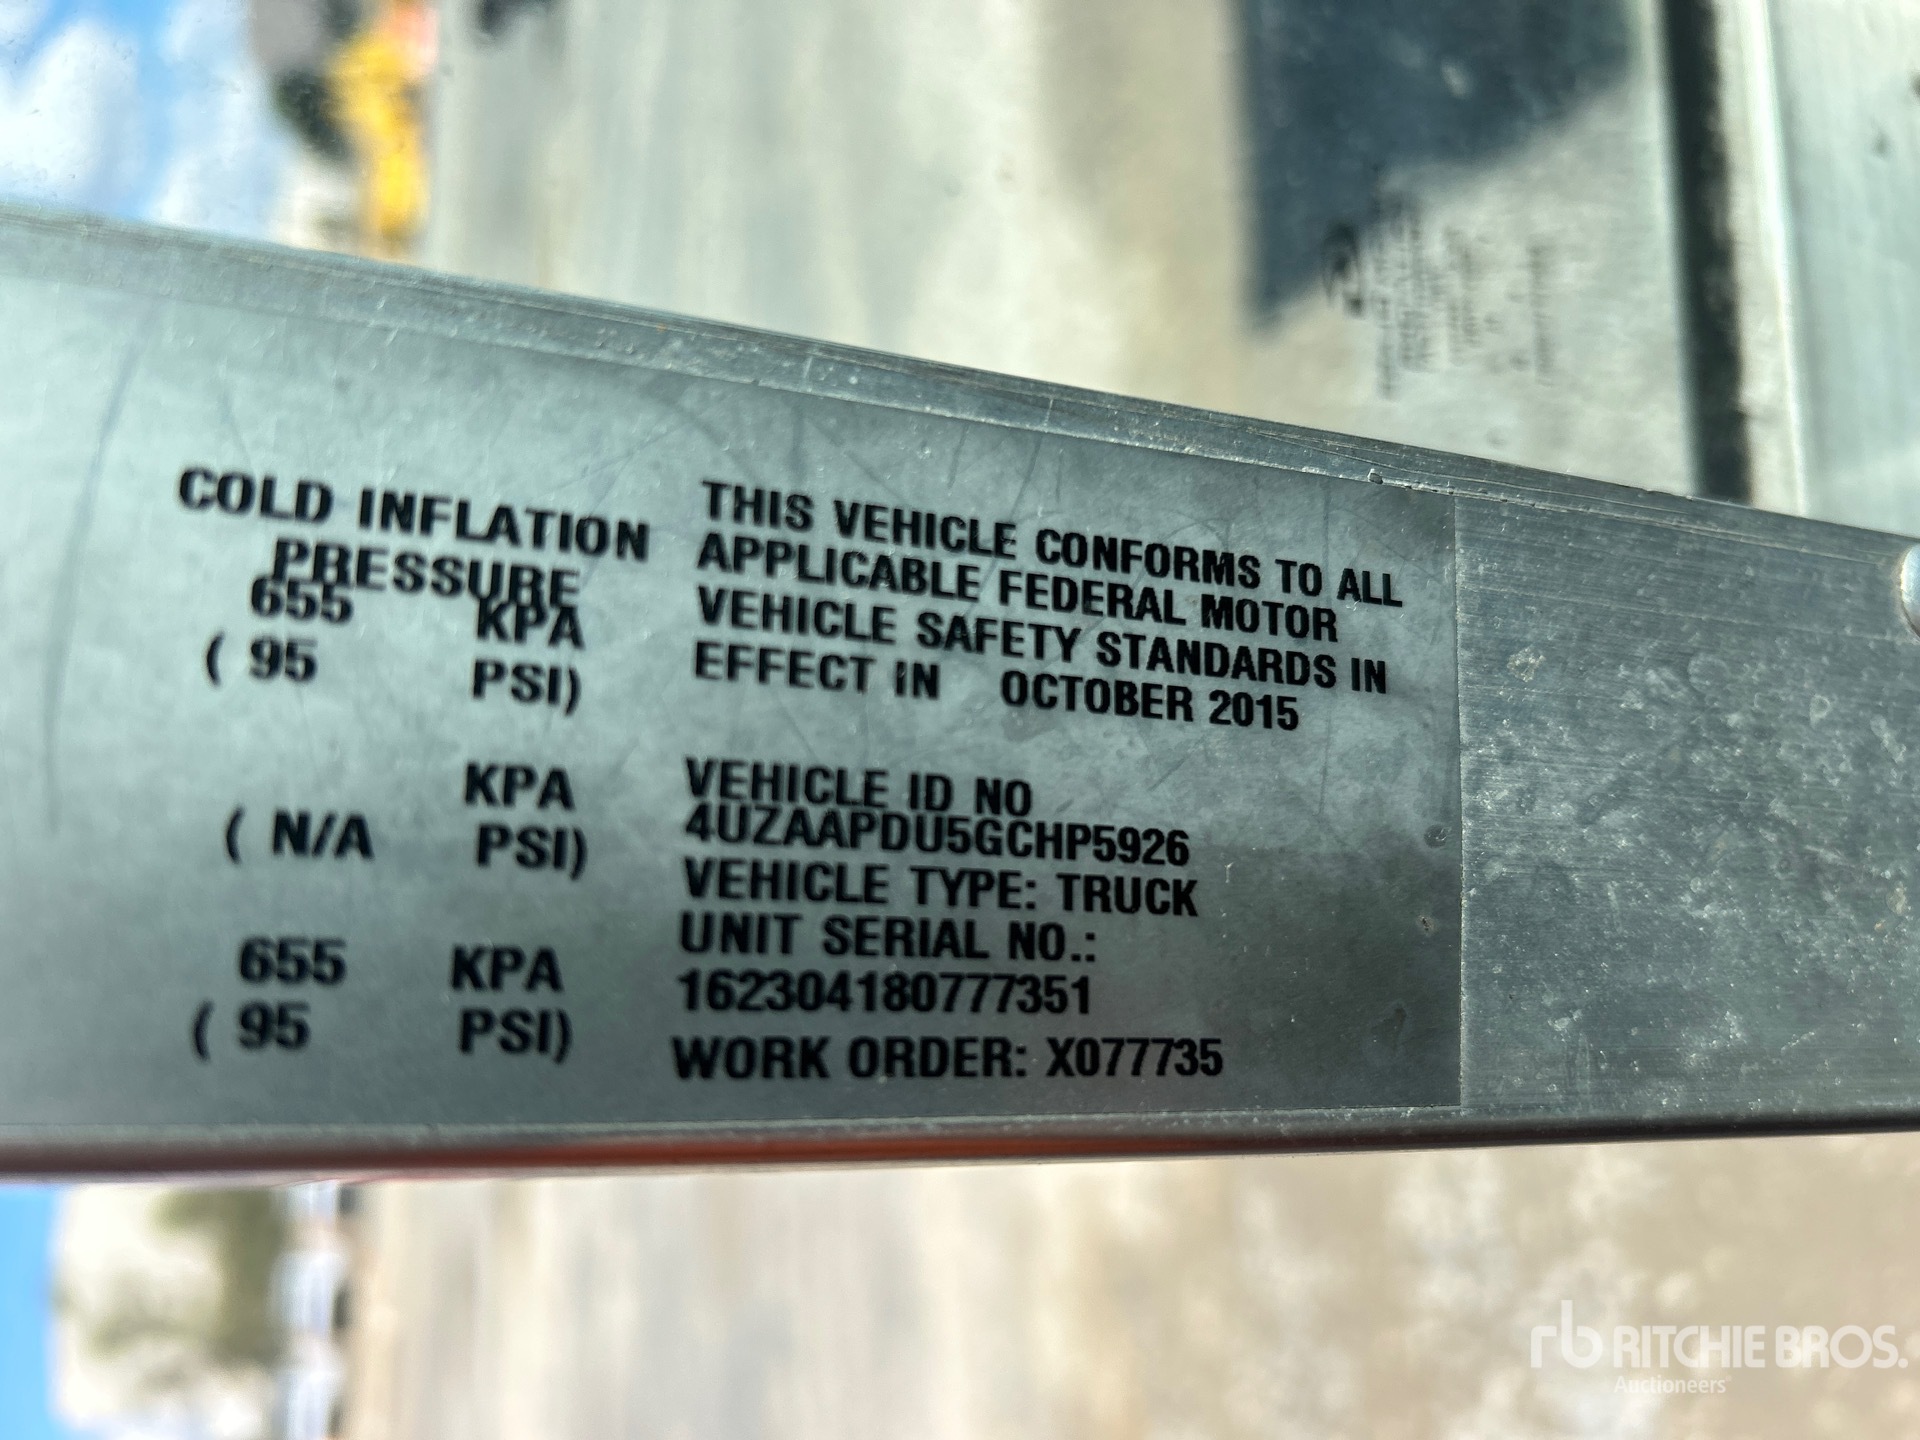 COLD INFLATION
PRESSURE
655 KPA
( 95 PSI)
KPA
( N/A PSI)
655 KPA
( 95 PSI)
THIS VEHICLE CONFORMS TO ALL
APPLICABLE FEDERAL MOTOR
VEHICLE SAFETY STANDARDS IN
EFFECT IN OCTOBER 2015
VEHICLE ID NO
4UZAAPDU5GCHP5926
VEHICLE TYPE: TRUCK
UNIT SERIAL NO.:
162304180777351
WORK ORDER: X077735
rb RITCHIE BROS.
Auctioneers